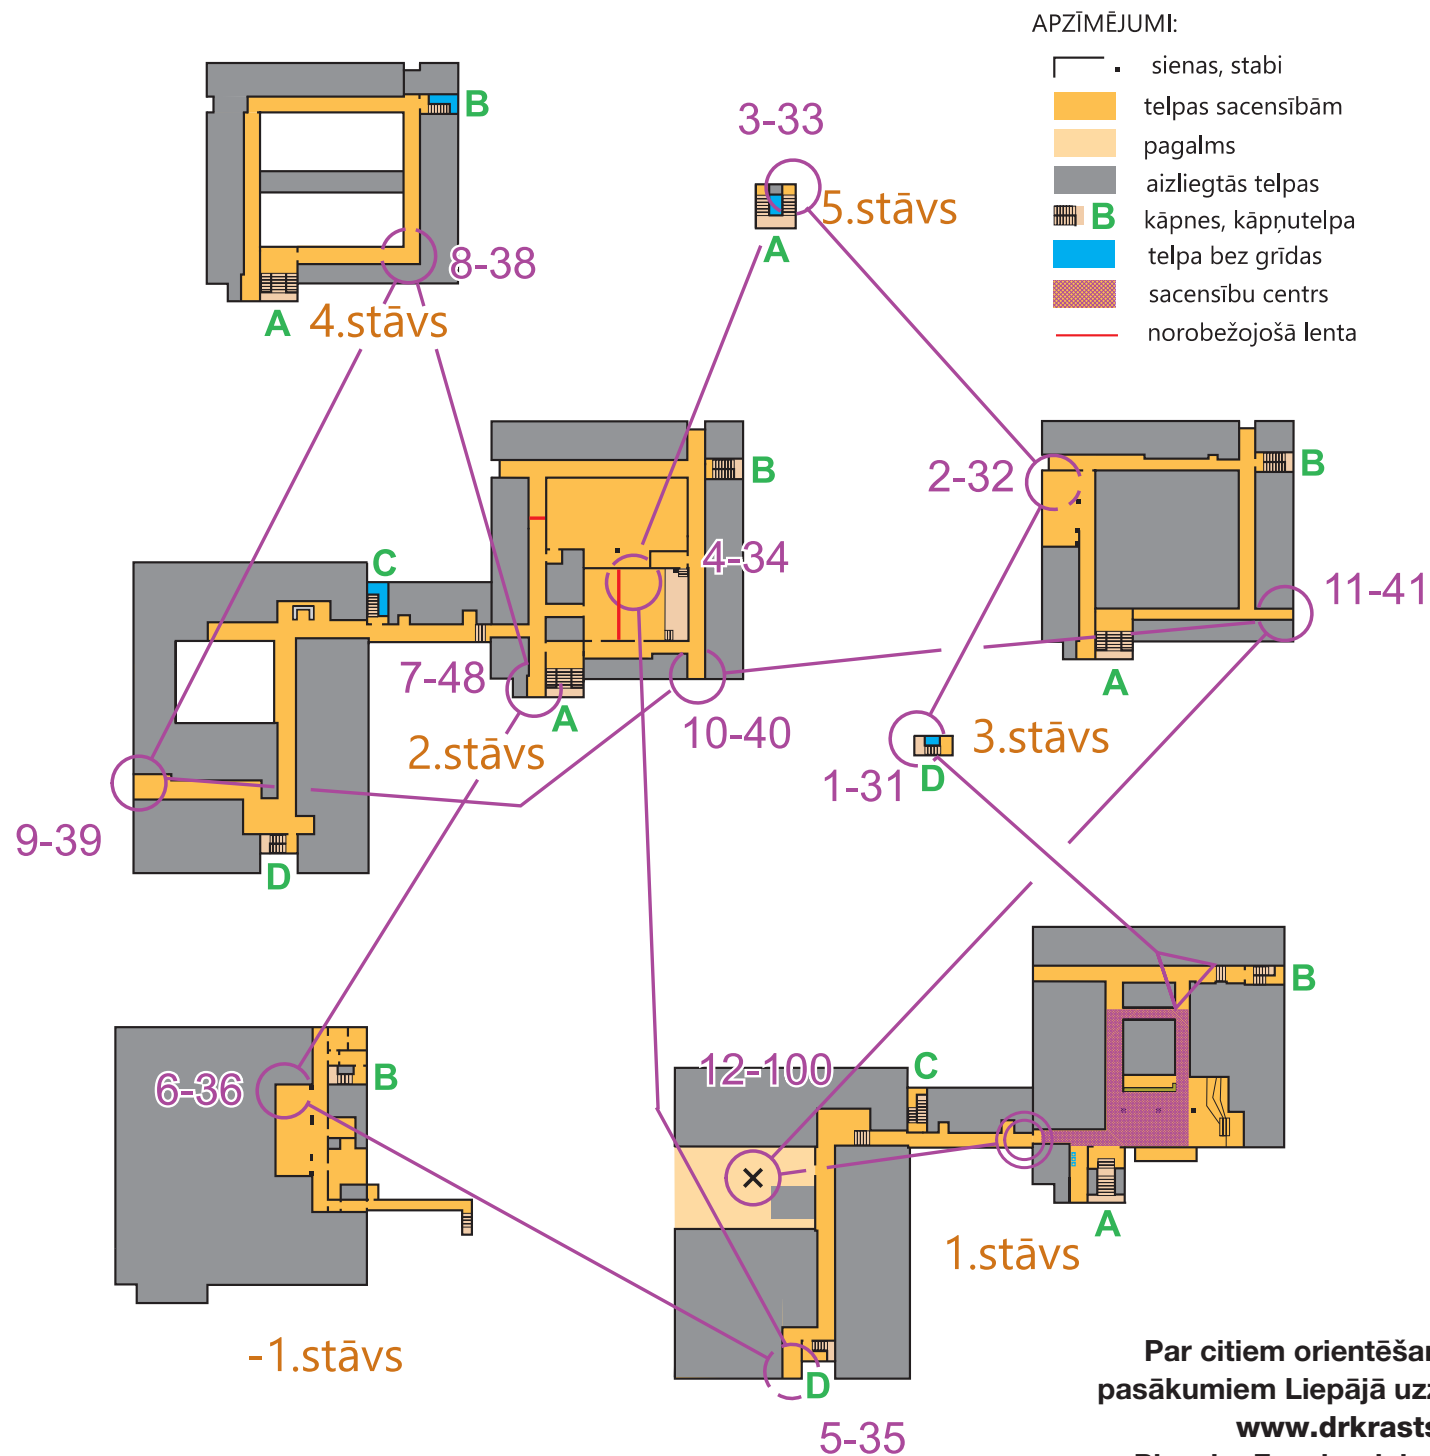 APZĪMĒJUMI:
sienas, stabi
telpas sacensībām
pagalms
aizliegtās telpas
B kāpnes, kāpņutelpa
telpa bez grīdas
sacensību centrs
norobežojošā lenta
B
8-38
A 4.stāvs
3-33
5.stāvs
A
B
4-34
C
7-48
A
2.stāvs
10-40
9-39
D
2-32
B
11-41
A
3.stāvs
1-31 D
6-36
B
-1.stāvs
12-100
C
B
A
1.stāvs
D
5-35
Par citiem orientēšan
pasākumiem Liepājā uzz
www.drkrasts